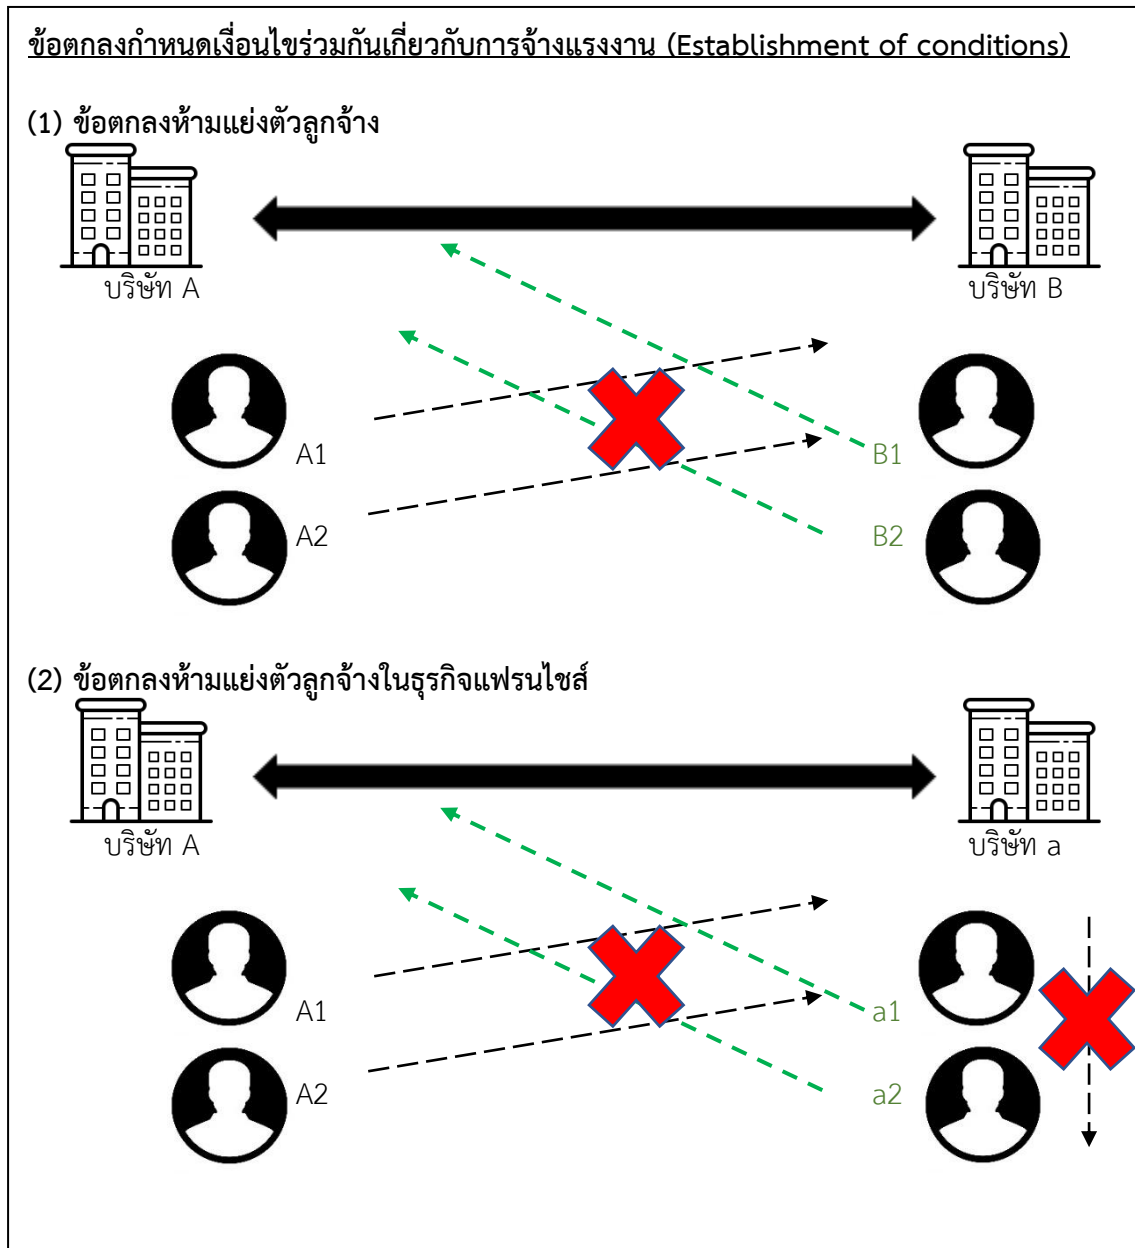 ข้อตกลงกำหนดเงื่อนไขร่วมกันเกี่ยวกับการจ้างแรงงาน (Establishment of conditions)
(1) ข้อตกลงห้ามแย่งตัวลูกจ้าง
บริษัท A
บริษัท B
A1
B1
A2
B2
(2) ข้อตกลงห้ามแย่งตัวลูกจ้างในธุรกิจแฟรนไชส์
บริษัท A
บริษัท a
A1
a1
A2
a2